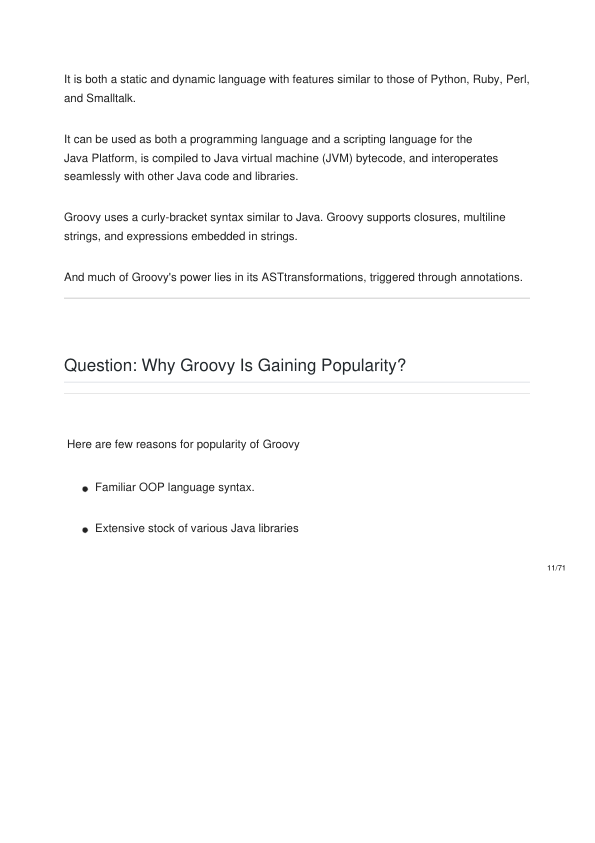 It is both a static and dynamic language with features similar to those of Python, Ruby, Perl,
and Smalltalk.
It can be used as both a programming language and a scripting language for the
Java Platform, is compiled to Java virtual machine (JVM) bytecode, and interoperates
seamlessly with other Java code and libraries.
Groovy uses a curly-bracket syntax similar to Java. Groovy supports closures, multiline
strings, and expressions embedded in strings.
And much of Groovy's power lies in its ASTtransformations, triggered through annotations.
Question: Why Groovy Is Gaining Popularity?
Here are few reasons for popularity of Groovy
● Familiar OOP language syntax.
● Extensive stock of various Java libraries
11/71